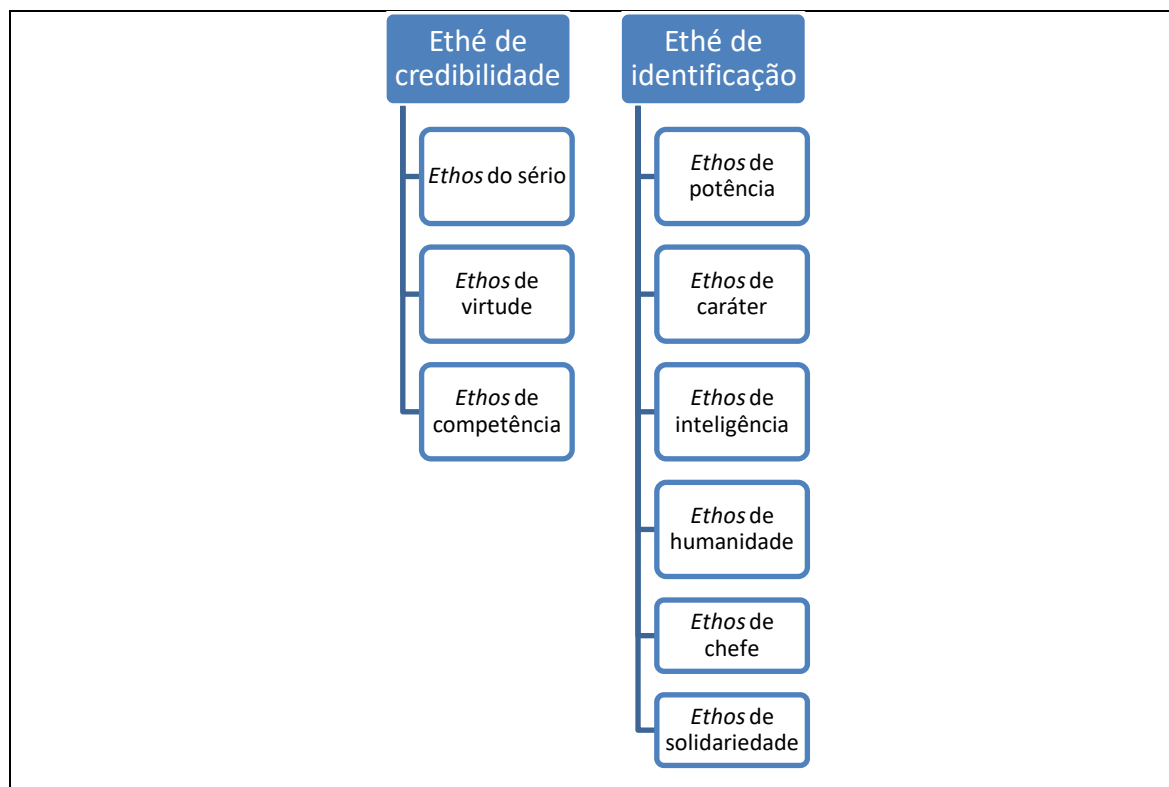 Ethé de
credibilidade
Ethos do sério
Ethos de
virtude
Ethos de
competência
Ethé de
identificação
Ethos de
potência
Ethos de
caráter
Ethos de
inteligência
Ethos de
humanidade
Ethos de
chefe
Ethos de
solidariedade